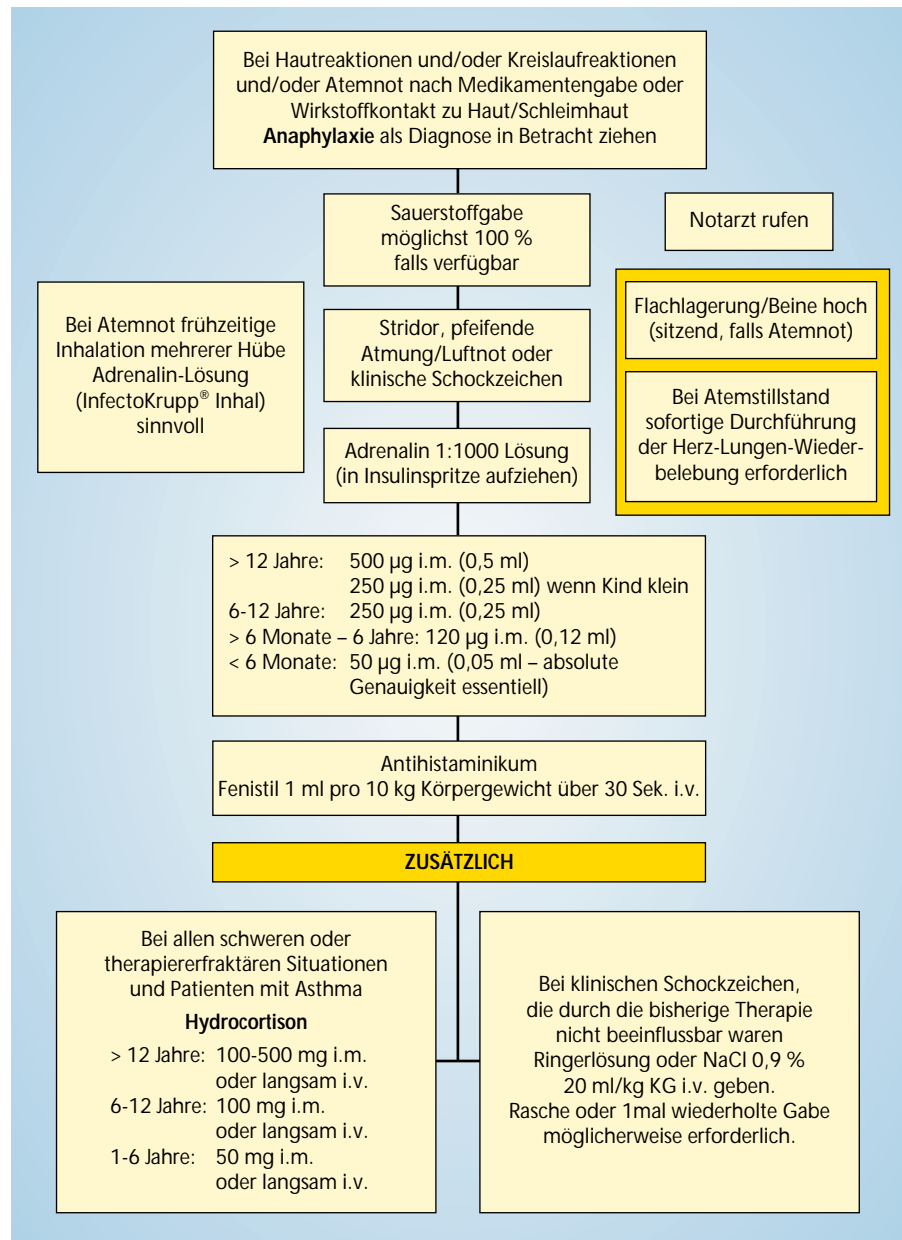 Bei Hautreaktionen und/oder Kreislaufreaktionen
und/oder Atemnot nach Medikamentengabe oder
Wirkstoffkontakt zu Haut/Schleimhaut
Anaphylaxie als Diagnose in Betracht ziehen
Sauerstoffgabe
möglichst 100 %
falls verfügbar
Notarzt rufen
Bei Atemnot frühzeitige
Inhalation mehrerer Hübe
Adrenalin-Lösung
(InfectoKrupp® Inhal)
sinnvoll
Stridor, pfeifende
Atmung/Luftnot oder
klinische Schockzeichen
Flachlagerung/Beine hoch
(sitzend, falls Atemnot)
Bei Atemstillstand
sofortige Durchführung
der Herz-Lungen-Wieder-
belebung erforderlich
Adrenalin 1:1000 Lösung
(in Insulinspritze aufziehen)
> 12 Jahre: 500 µg i.m. (0,5 ml)
250 µg i.m. (0,25 ml) wenn Kind klein
6-12 Jahre: 250 µg i.m. (0,25 ml)
> 6 Monate – 6 Jahre: 120 µg i.m. (0,12 ml)
< 6 Monate: 50 µg i.m. (0,05 ml – absolute
Genauigkeit essentiell)
Antihistaminikum
Fenistil 1 ml pro 10 kg Körpergewicht über 30 Sek. i.v.
ZUSÄTZLICH
Bei allen schweren oder
therapiererfraktären Situationen
und Patienten mit Asthma
Hydrocortison
> 12 Jahre: 100-500 mg i.m.
oder langsam i.v.
6-12 Jahre: 100 mg i.m.
oder langsam i.v.
1-6 Jahre: 50 mg i.m.
oder langsam i.v.
Bei klinischen Schockzeichen,
die durch die bisherige Therapie
nicht beeinflussbar waren
Ringerlösung oder NaCl 0,9 %
20 ml/kg KG i.v. geben.
Rasche oder 1mal wiederholte Gabe
möglicherweise erforderlich.